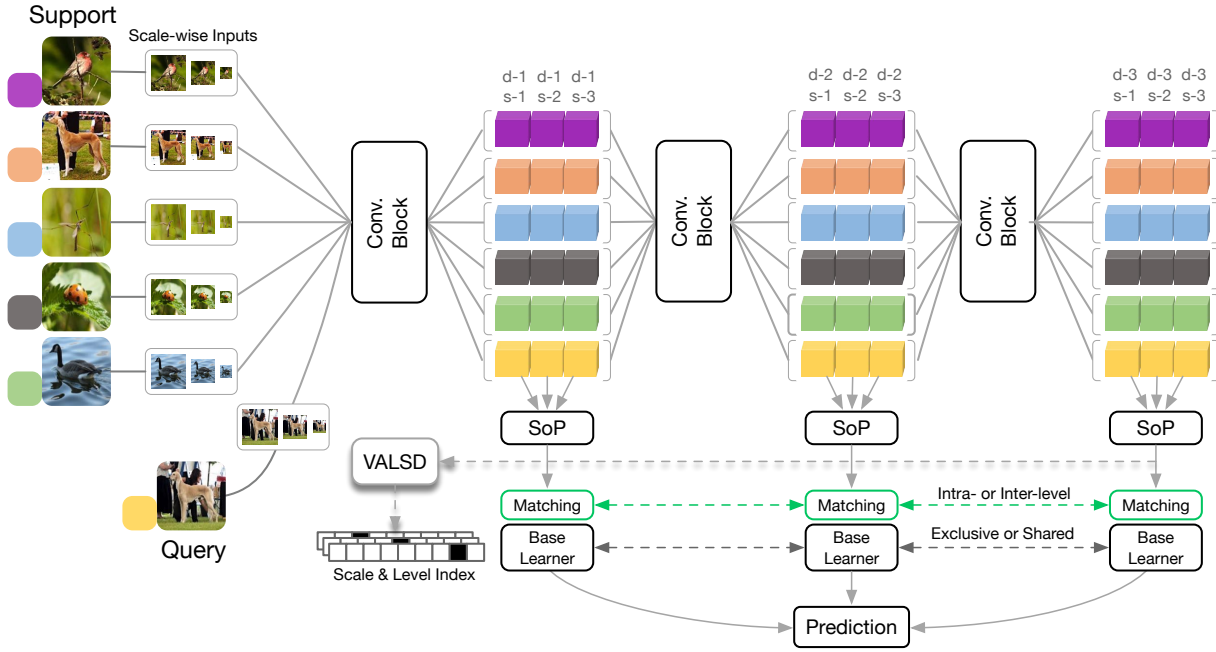 Support
Scale-wise Inputs
d-1 d-1 d-1
s-1 s-2 s-3
d-2 d-2 d-2
s-1 s-2 s-3
d-3 d-3 d-3
s-1 s-2 s-3
Conv.
Block
Conv.
Block
Conv.
Block
SoP
SoP
SoP
VALSD
Matching
Matching
Intra- or Inter-level
Matching
Base
Learner
Base
Learner
Exclusive or Shared
Base
Learner
Query
Scale & Level Index
Prediction